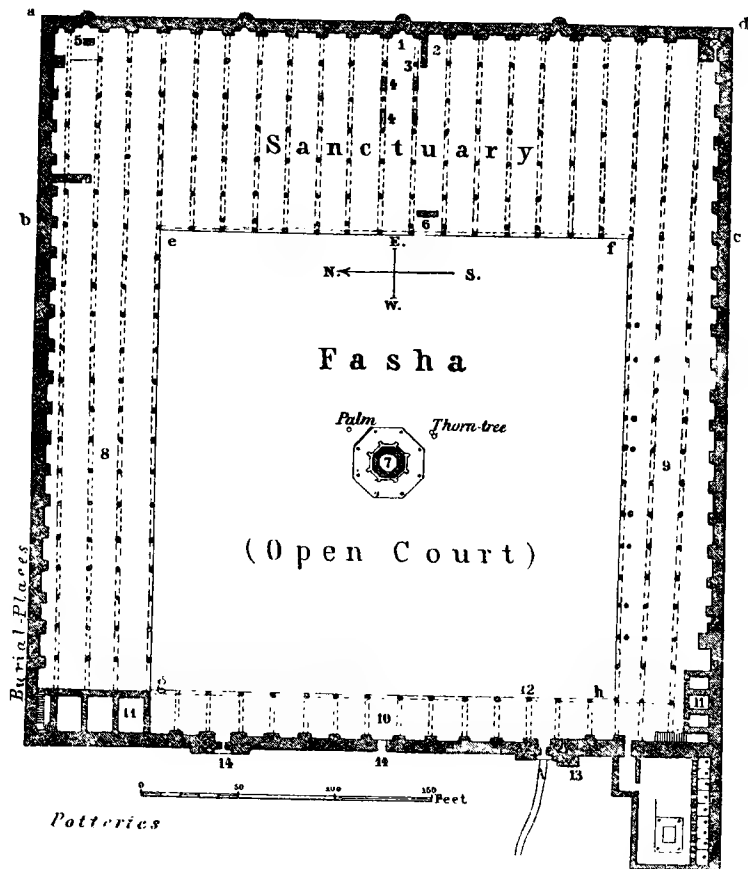 a
d
5
1
2
3
4
4
Sanctuary
b
c
6
e
E.
f
N.
S.
W.
Fasha
Palm
Thorn-tree
7
8
9
(Open Court)
Burial-Places
g
12
h
11
10
11
14
14
13
0 50 100 150 Feet
Potteries